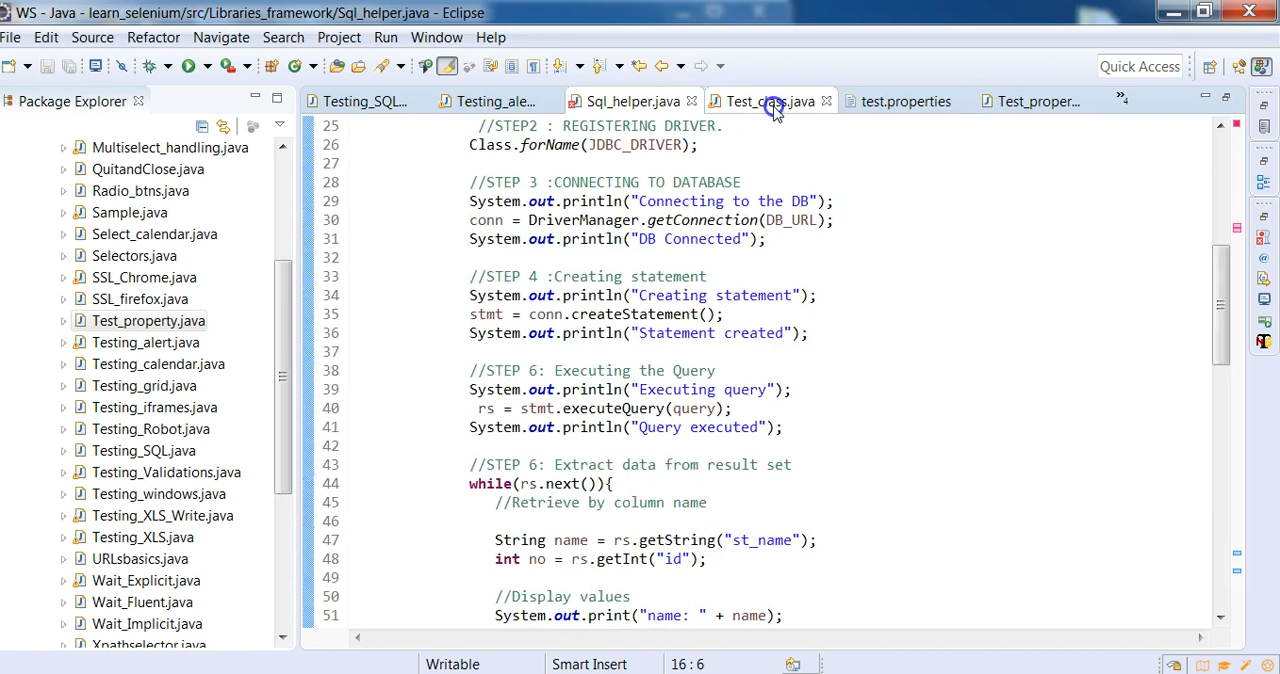 WS - Java - learn_selenium/src/Libraries_framework/Sql_helper.java - Eclipse
File Edit Source Refactor Navigate Search Project Run Window Help
Quick Access
Package Explorer
Testing_SQL... Testing_ale... Sql_helper.java Test_class.java test.properties Test_proper... »4
Multiselect_handling.java
QuitandClose.java
Radio_btns.java
Sample.java
Select_calendar.java
Selectors.java
SSL_Chrome.java
SSL_firefox.java
Test_property.java
Testing_alert.java
Testing_calendar.java
Testing_grid.java
Testing_iframes.java
Testing_Robot.java
Testing_SQL.java
Testing_Validations.java
Testing_windows.java
Testing_XLS_Write.java
Testing_XLS.java
URLsbasics.java
Wait_Explicit.java
Wait_Fluent.java
Wait_Implicit.java
Xpathselector.java
25 //STEP2 : REGISTERING DRIVER.
26 Class.forName(JDBC_DRIVER);
27
28 //STEP 3 :CONNECTING TO DATABASE
29 System.out.println("Connecting to the DB");
30 conn = DriverManager.getConnection(DB_URL);
31 System.out.println("DB Connected");
32
33 //STEP 4 :Creating statement
34 System.out.println("Creating statement");
35 stmt = conn.createStatement();
36 System.out.println("Statement created");
37
38 //STEP 6: Executing the Query
39 System.out.println("Executing query");
40 rs = stmt.executeQuery(query);
41 System.out.println("Query executed");
42
43 //STEP 6: Extract data from result set
44 while(rs.next()){
45 //Retrieve by column name
46
47 String name = rs.getString("st_name");
48 int no = rs.getInt("id");
49
50 //Display values
51 System.out.print("name: " + name);
Writable Smart Insert 16 : 6